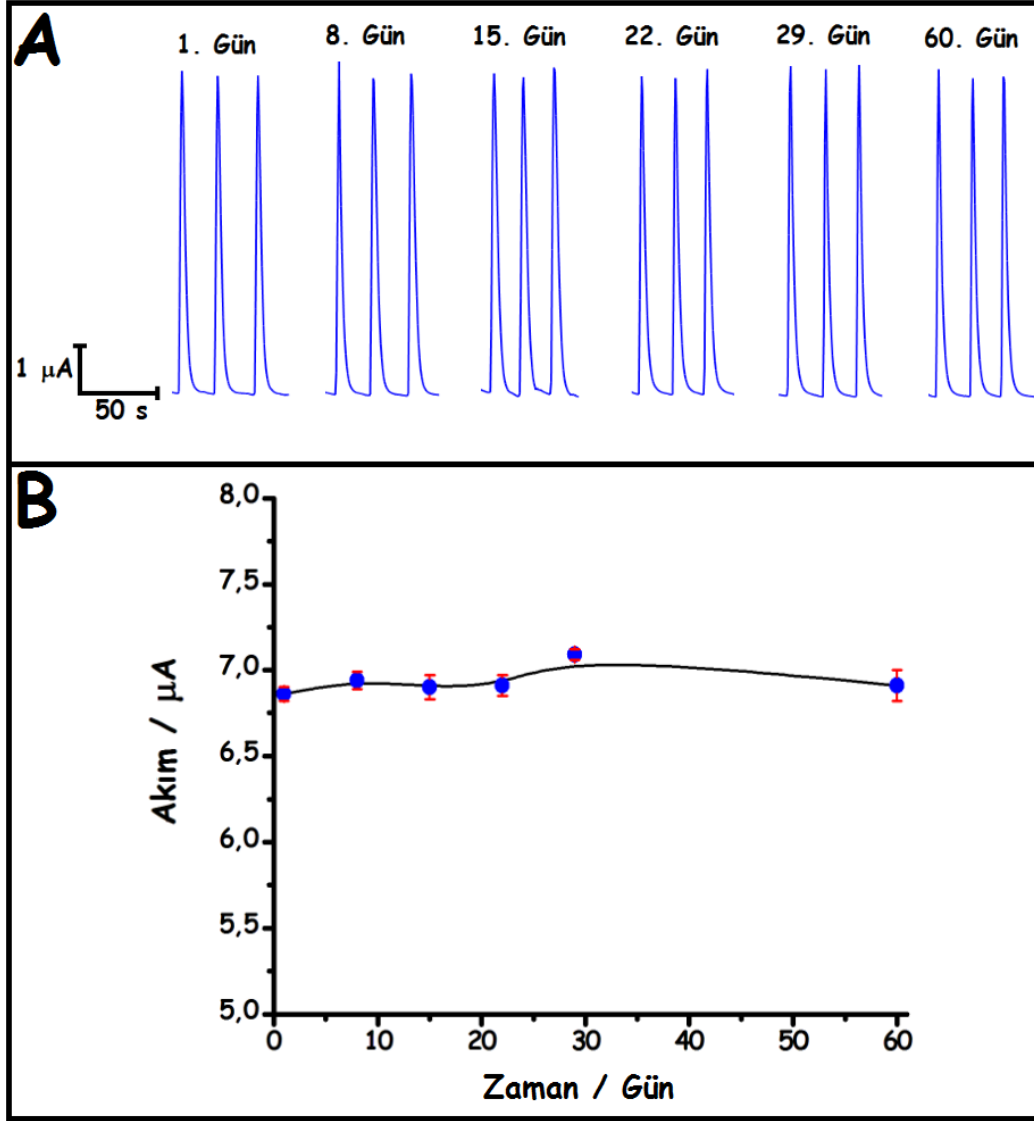 A
1. Gün 8. Gün 15. Gün 22. Gün 29. Gün 60. Gün
1 µA
50 s
B
8,0
7,5
7,0
6,5
6,0
5,5
5,0
Akım / µA
0 10 20 30 40 50 60
Zaman / Gün